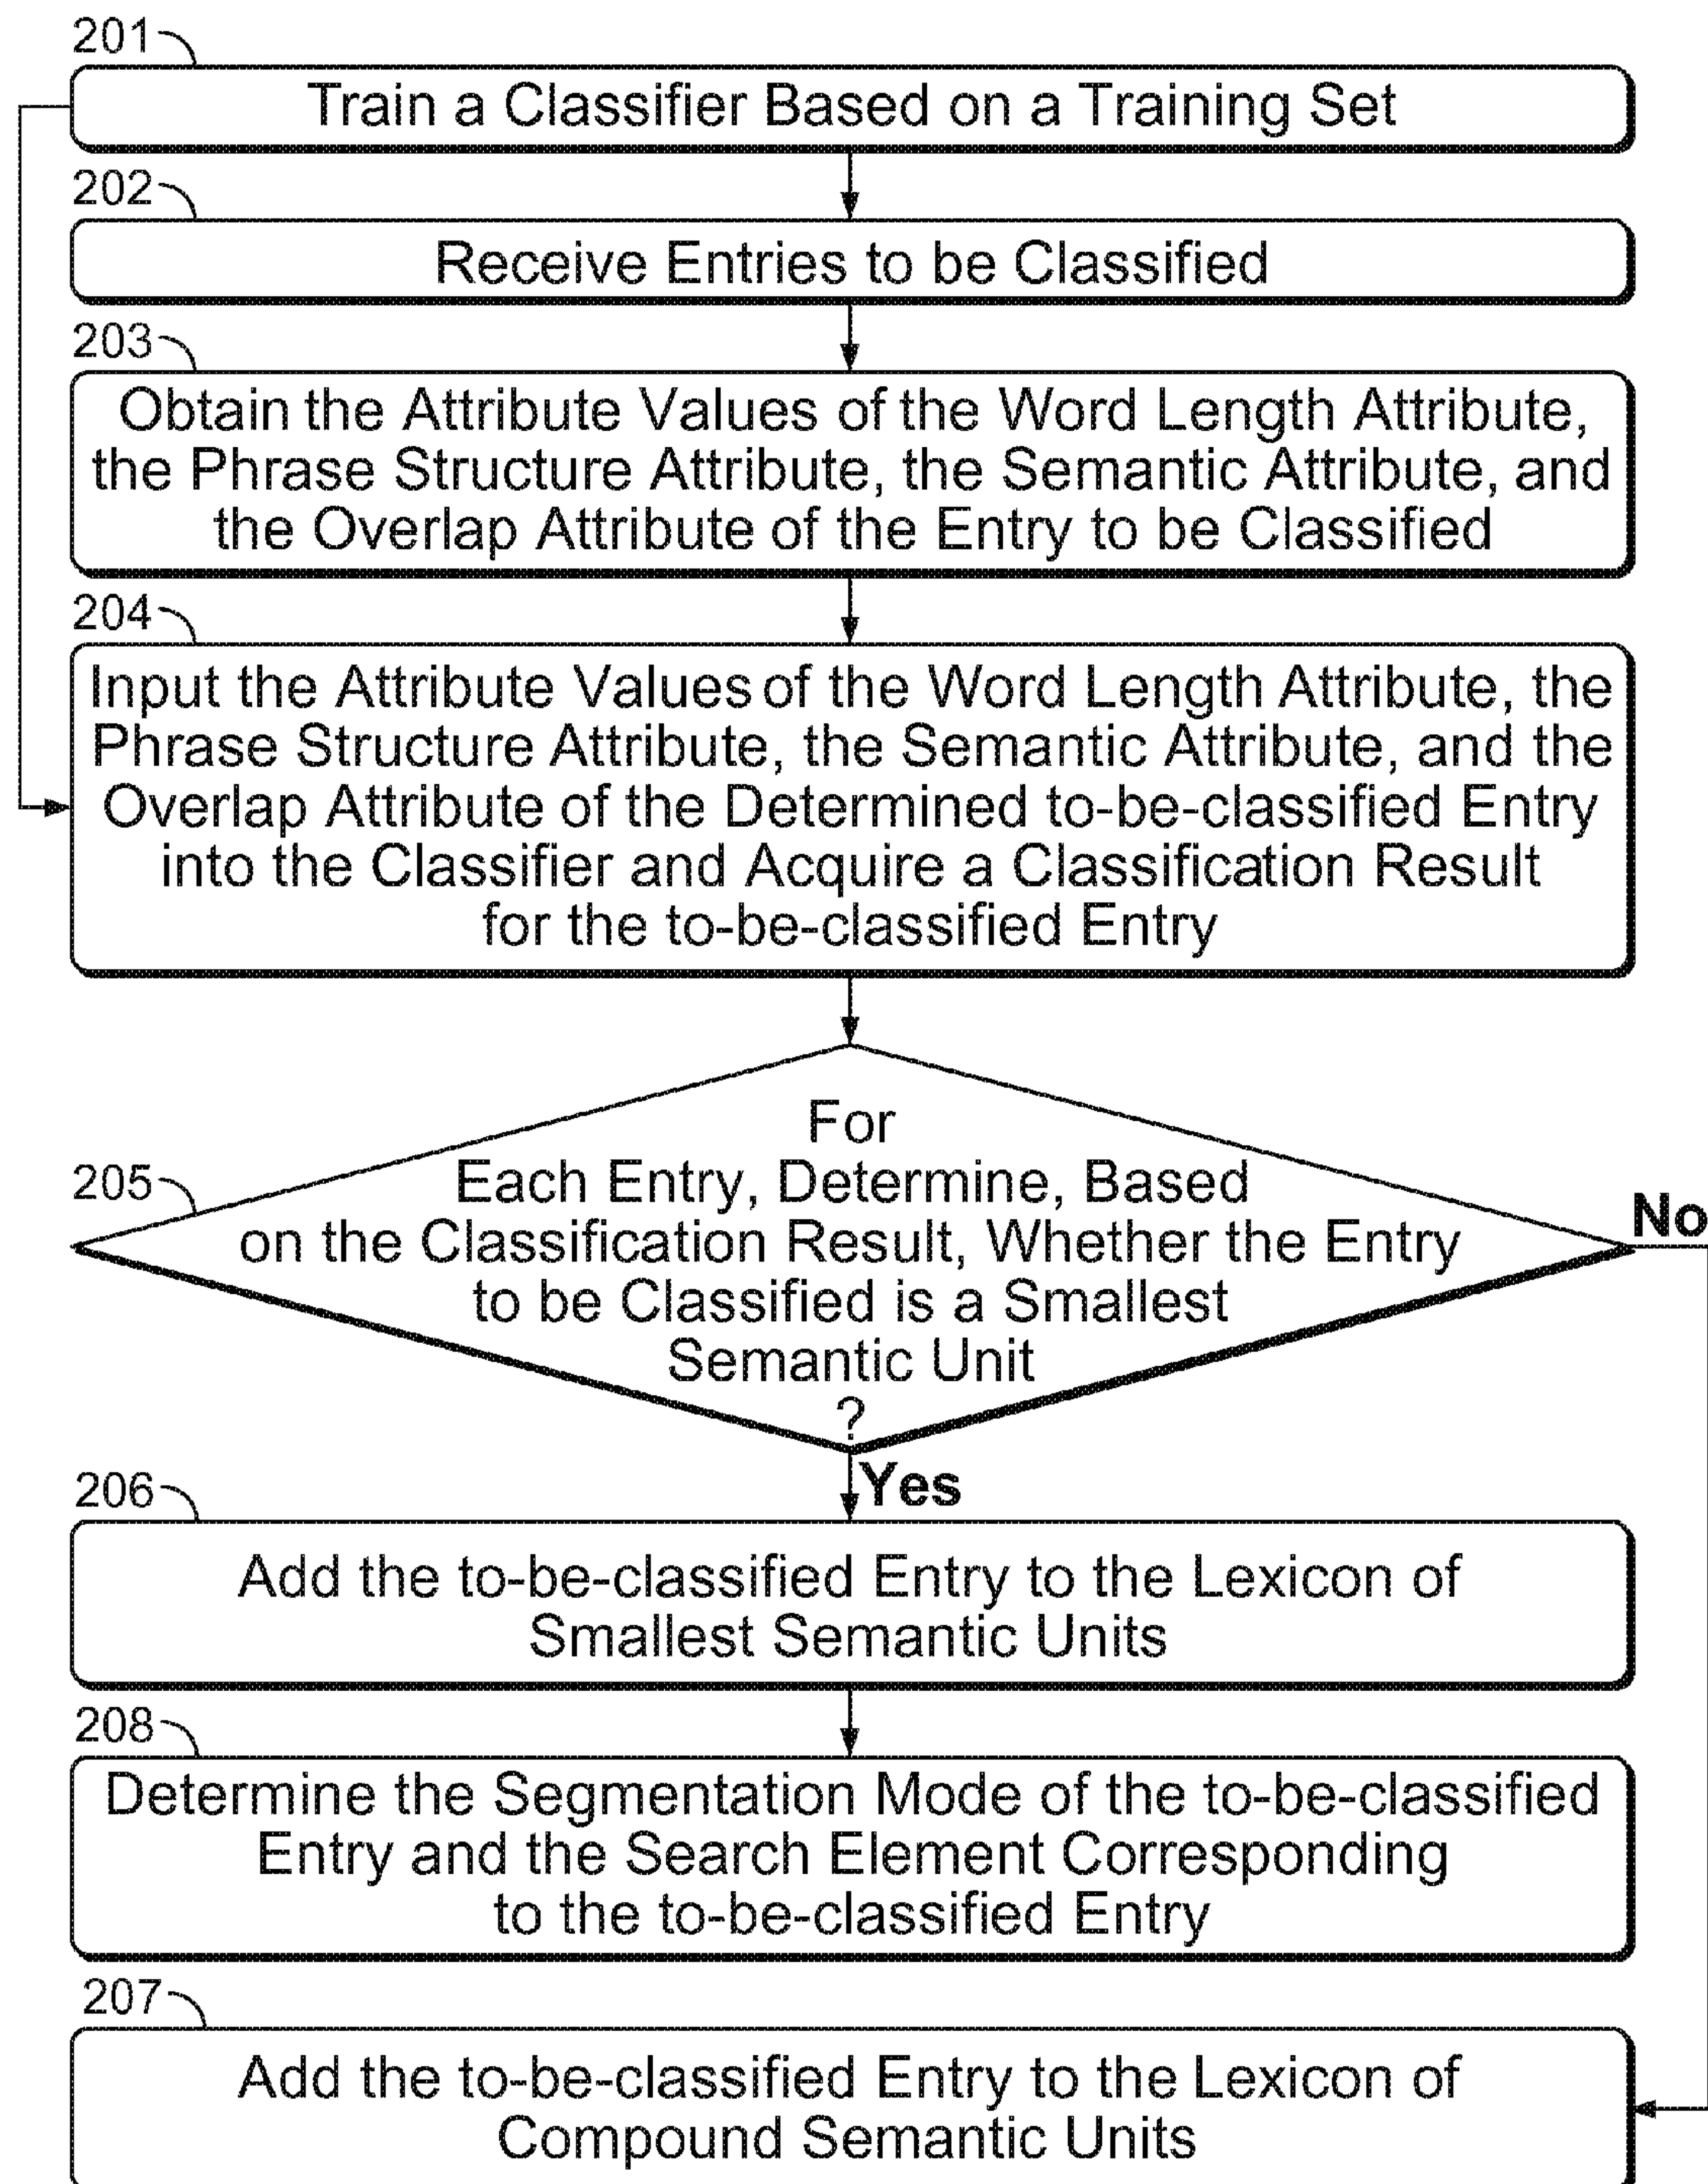 201
Train a Classifier Based on a Training Set
202
Receive Entries to be Classified
203
Obtain the Attribute Values of the Word Length Attribute,
the Phrase Structure Attribute, the Semantic Attribute, and
the Overlap Attribute of the Entry to be Classified
204
Input the Attribute Values of the Word Length Attribute, the
Phrase Structure Attribute, the Semantic Attribute, and the
Overlap Attribute of the Determined to-be-classified Entry
into the Classifier and Acquire a Classification Result
for the to-be-classified Entry
205
For
Each Entry, Determine, Based
on the Classification Result, Whether the Entry
to be Classified is a Smallest
Semantic Unit
?
No
Yes
206
Add the to-be-classified Entry to the Lexicon of
Smallest Semantic Units
208
Determine the Segmentation Mode of the to-be-classified
Entry and the Search Element Corresponding
to the to-be-classified Entry
207
Add the to-be-classified Entry to the Lexicon of
Compound Semantic Units